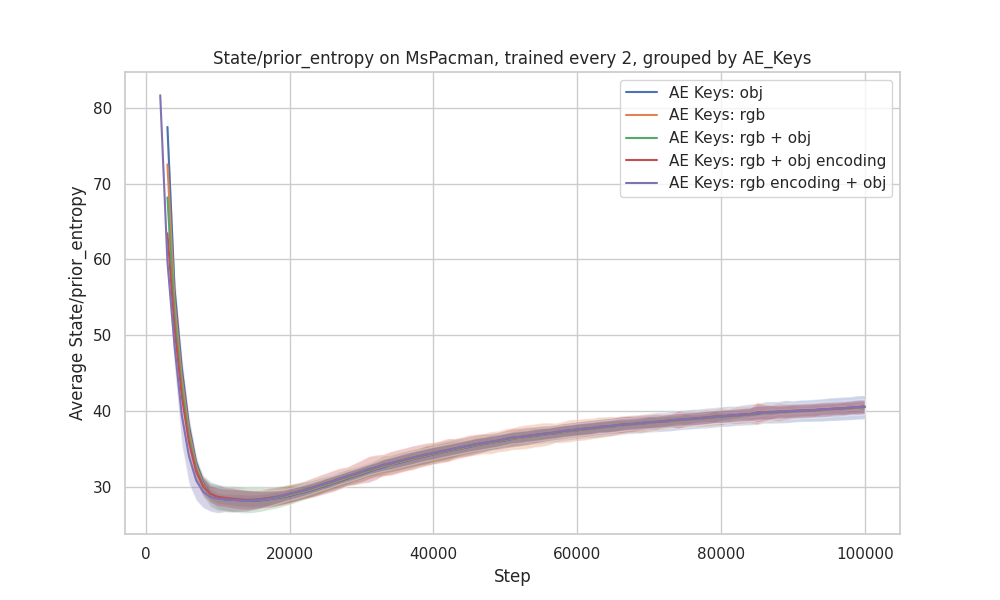 State/prior_entropy on MsPacman, trained every 2, grouped by AE_Keys
AE Keys: obj
AE Keys: rgb
AE Keys: rgb + obj
AE Keys: rgb + obj encoding
AE Keys: rgb encoding + obj
Average State/prior_entropy
80
70
60
50
40
30
0
20000
40000
60000
80000
100000
Step